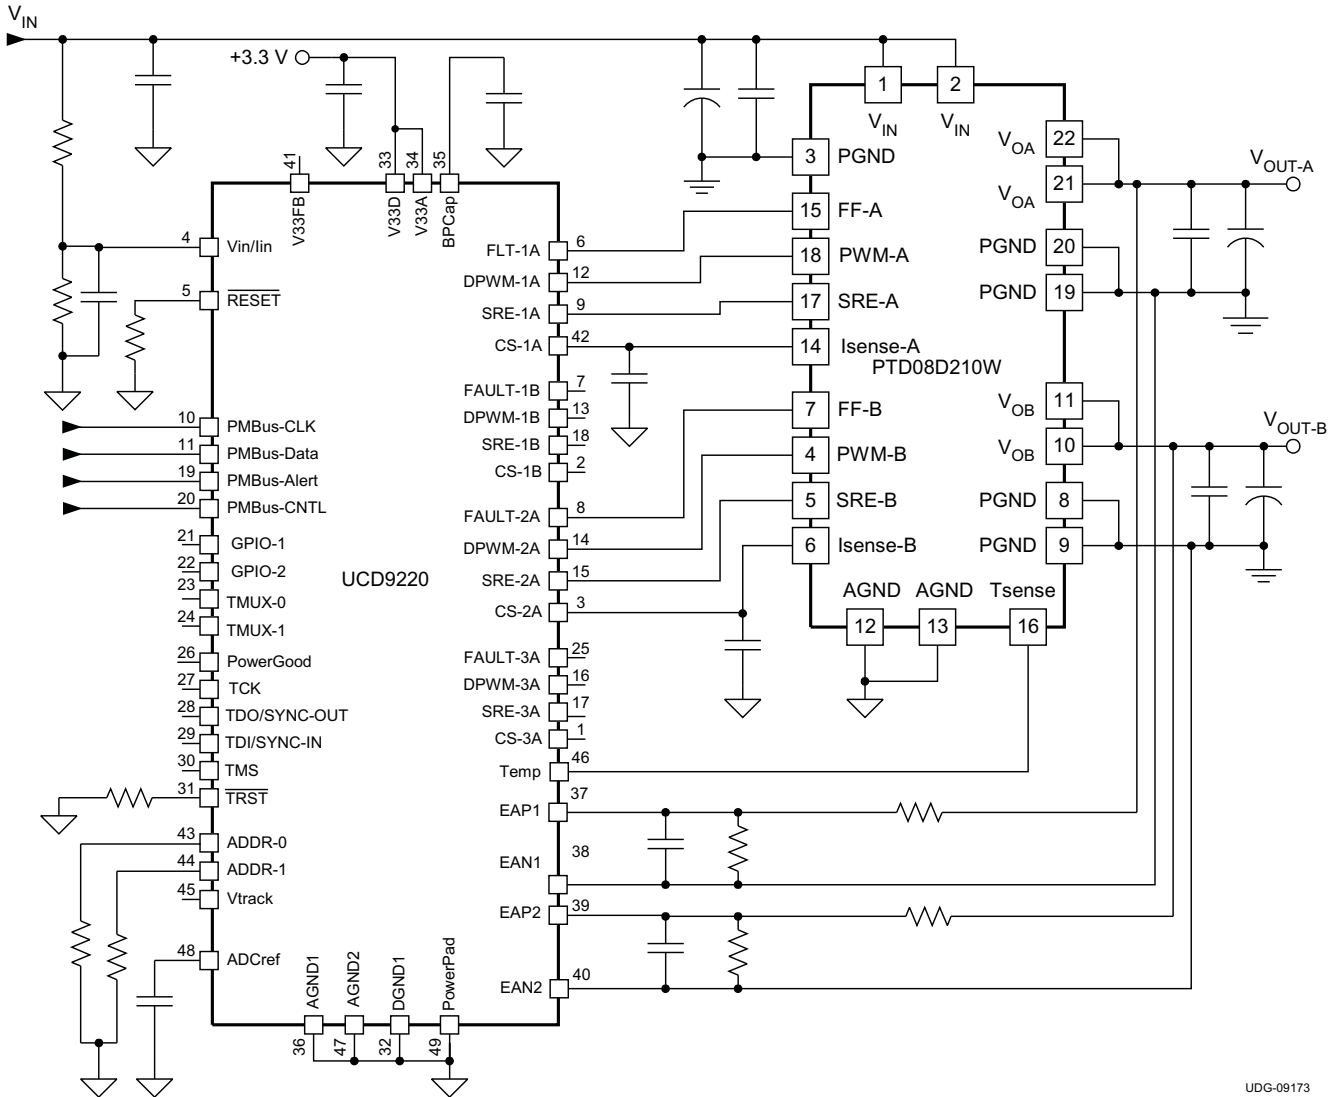 V_IN
+3.3 V
41
33
34
35
V33FB
V33D
V33A
BPCap
1
2
V_IN
V_IN
3 PGND
V_OA 22
V_OA 21
V_OUT-A
PGND 20
PGND 19
4 Vin/Iin
5 RESET
FLT-1A 6
DPWM-1A 12
SRE-1A 9
CS-1A 42
15 FF-A
18 PWM-A
17 SRE-A
14 Isense-A
PTD08D210W
FAULT-1B 7
DPWM-1B 13
SRE-1B 18
CS-1B 2
7 FF-B
4 PWM-B
5 SRE-B
6 Isense-B
V_OB 11
V_OB 10
V_OUT-B
PGND 8
PGND 9
10 PMBus-CLK
11 PMBus-Data
19 PMBus-Alert
20 PMBus-CNTL
FAULT-2A 8
DPWM-2A 14
SRE-2A 15
CS-2A 3
AGND AGND Tsense
12 13 16
21 GPIO-1
22 GPIO-2
23 TMUX-0
24 TMUX-1
UCD9220
26 PowerGood
27 TCK
28 TDO/SYNC-OUT
29 TDI/SYNC-IN
30 TMS
31 TRST
FAULT-3A 25
DPWM-3A 16
SRE-3A 17
CS-3A 1
Temp 46
43 ADDR-0
44 ADDR-1
45 Vtrack
48 ADCref
EAP1 37
EAN1 38
EAP2 39
EAN2 40
AGND1
AGND2
DGND1
PowerPad
36
47
32
49
UDG-09173